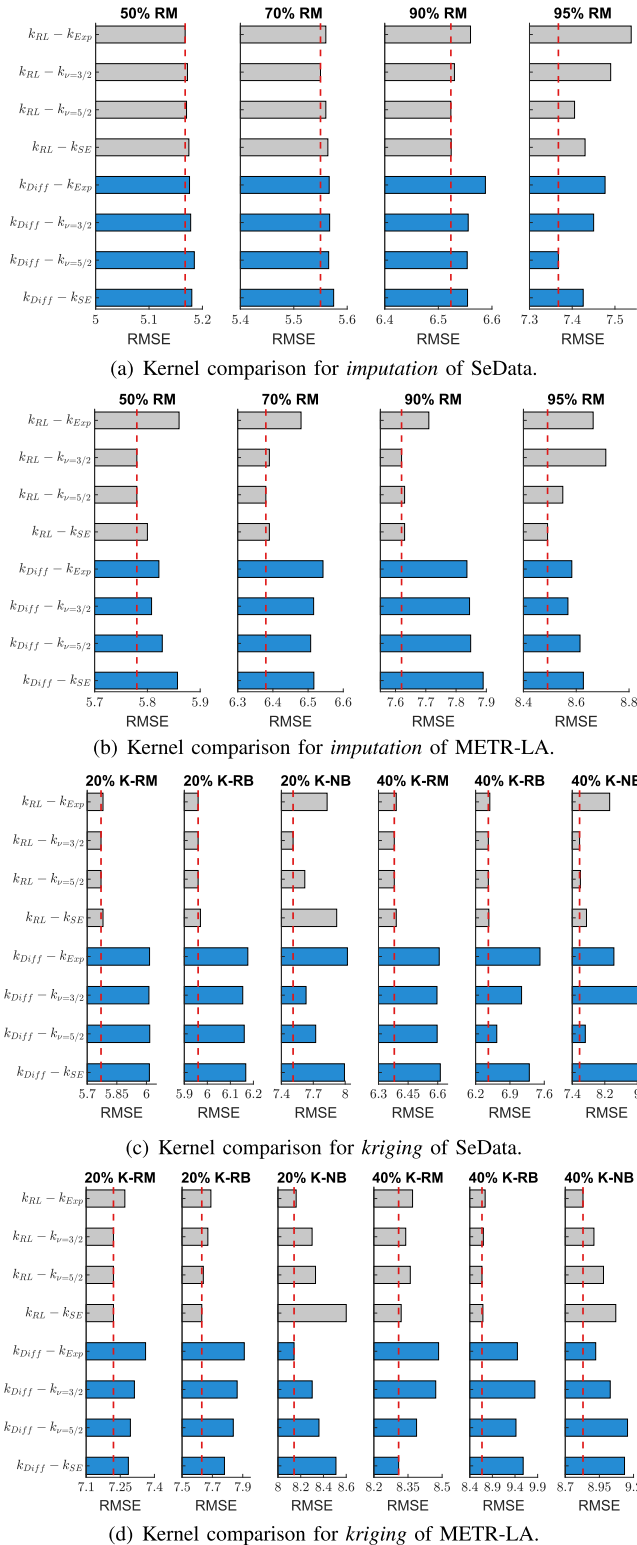 50% RM 70% RM 90% RM 95% RM
k_{RL} − k_{Exp}
k_{RL} − k_{ν=3/2}
k_{RL} − k_{ν=5/2}
k_{RL} − k_{SE}
k_{Diff} − k_{Exp}
k_{Diff} − k_{ν=3/2}
k_{Diff} − k_{ν=5/2}
k_{Diff} − k_{SE}
5 5.1 5.2 5.4 5.5 5.6 6.4 6.5 6.6 7.3 7.4 7.5
RMSE RMSE RMSE RMSE
(a) Kernel comparison for imputation of SeData.
50% RM 70% RM 90% RM 95% RM
k_{RL} − k_{Exp}
k_{RL} − k_{ν=3/2}
k_{RL} − k_{ν=5/2}
k_{RL} − k_{SE}
k_{Diff} − k_{Exp}
k_{Diff} − k_{ν=3/2}
k_{Diff} − k_{ν=5/2}
k_{Diff} − k_{SE}
5.7 5.8 5.9 6.3 6.4 6.5 6.6 7.6 7.7 7.8 7.9 8.4 8.6 8.8
RMSE RMSE RMSE RMSE
(b) Kernel comparison for imputation of METR-LA.
20% K-RM 20% K-RB 20% K-NB 40% K-RM 40% K-RB 40% K-NB
k_{RL} − k_{Exp}
k_{RL} − k_{ν=3/2}
k_{RL} − k_{ν=5/2}
k_{RL} − k_{SE}
k_{Diff} − k_{Exp}
k_{Diff} − k_{ν=3/2}
k_{Diff} − k_{ν=5/2}
k_{Diff} − k_{SE}
5.7 5.85 6 5.9 6 6.1 6.2 7.4 7.7 8 6.3 6.45 6.6 6.2 6.9 7.6 7.4 8.2 9
RMSE RMSE RMSE RMSE RMSE RMSE
(c) Kernel comparison for kriging of SeData.
20% K-RM 20% K-RB 20% K-NB 40% K-RM 40% K-RB 40% K-NB
k_{RL} − k_{Exp}
k_{RL} − k_{ν=3/2}
k_{RL} − k_{ν=5/2}
k_{RL} − k_{SE}
k_{Diff} − k_{Exp}
k_{Diff} − k_{ν=3/2}
k_{Diff} − k_{ν=5/2}
k_{Diff} − k_{SE}
7.1 7.25 7.4 7.5 7.7 7.9 8 8.2 8.4 8.6 8.2 8.35 8.5 8.4 8.9 9.4 9.9 8.7 8.95
RMSE RMSE RMSE RMSE RMSE RMSE
(d) Kernel comparison for kriging of METR-LA.